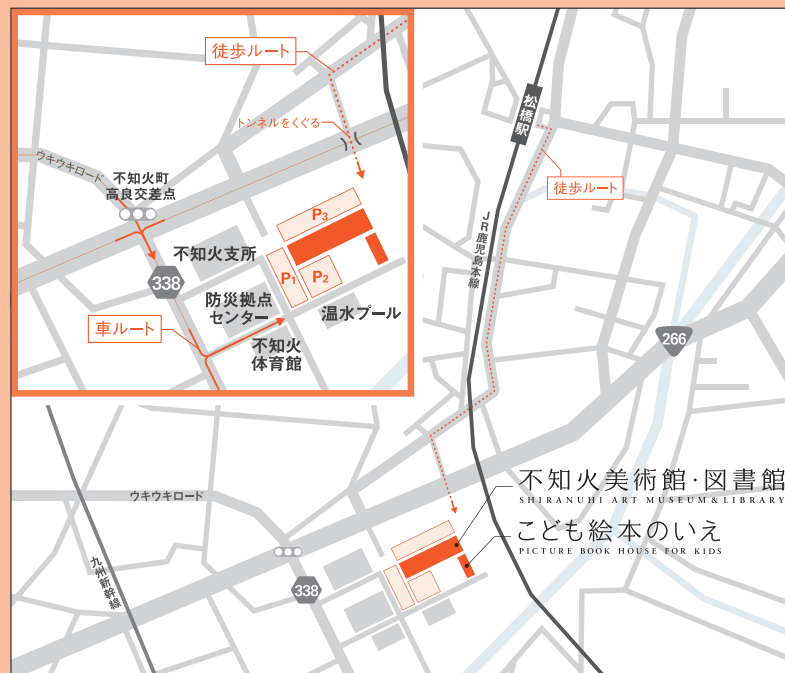 徒歩ルート
トンネルをくぐる
ウキウキロード
不知火町
高良交差点
P3
不知火支所
338
P1
P2
防災拠点
センター
温水プール
車ルート
不知火
体育館
松橋駅
徒歩ルート
JR鹿児島本線
266
不知火美術館・図書館
SHIRANUHI ART MUSEUM & LIBRARY
こども絵本のいえ
PICTURE BOOK HOUSE FOR KIDS
ウキウキロード
九州新幹線
338